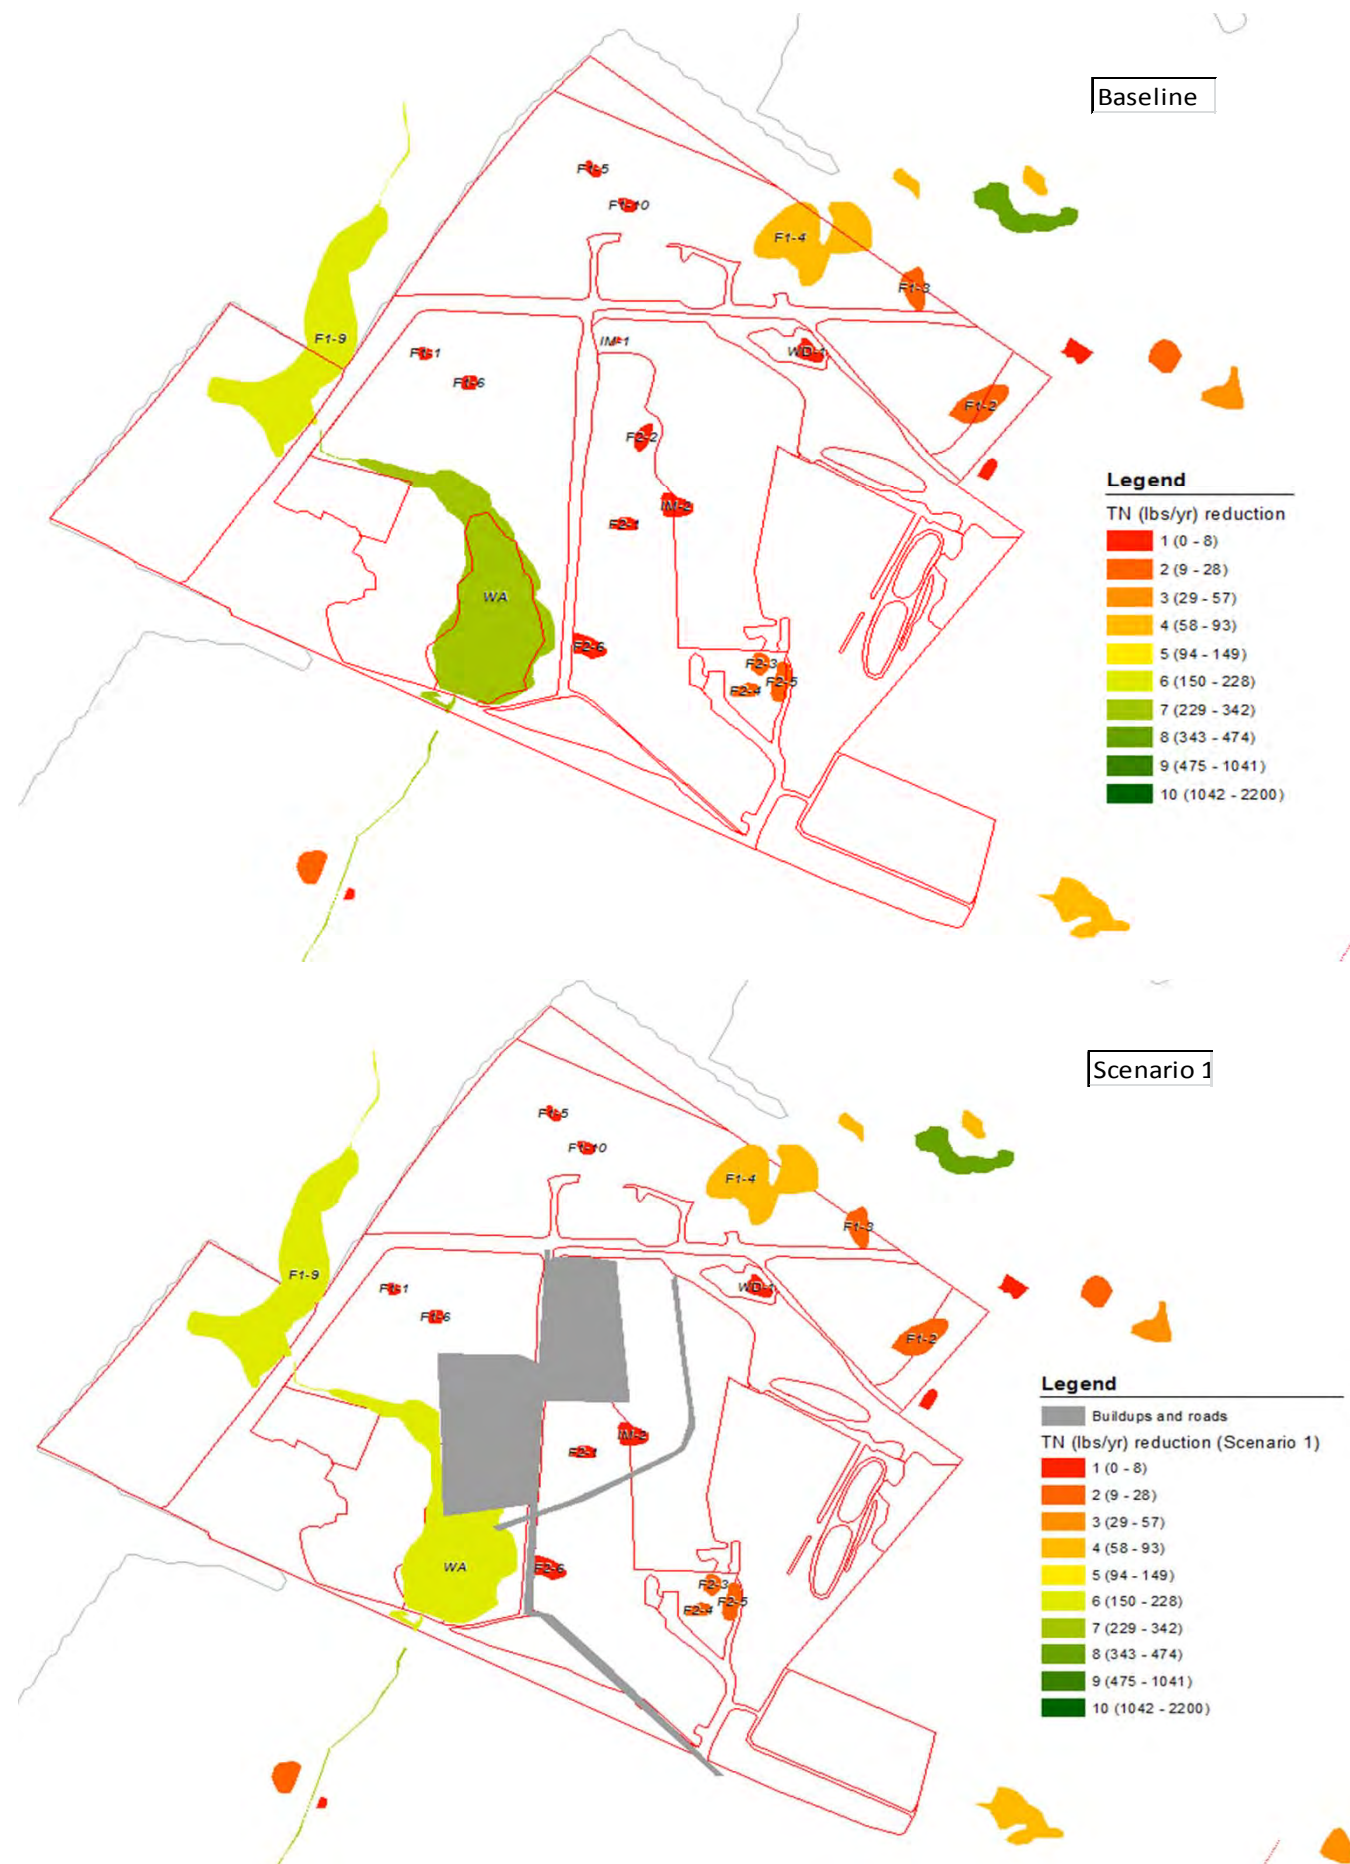 Baseline
F1-5
F1-10
F1-4
F1-3
F1-9
IM-1
F1-1
WD-1
F1-6
F1-2
F2-2
IM-2
F2-1
WA
F2-6
F2-3
F2-5
F2-4
Legend
TN (lbs/yr) reduction
1 (0 - 8)
2 (9 - 28)
3 (29 - 57)
4 (58 - 93)
5 (94 - 149)
6 (150 - 228)
7 (229 - 342)
8 (343 - 474)
9 (475 - 1041)
10 (1042 - 2200)
Scenario 1
F1-5
F1-10
F1-4
F1-3
F1-9
F1-1
WD-1
F1-6
F1-2
IM-2
F2-1
WA
F2-6
F2-3
F2-5
F2-4
Legend
Buildups and roads
TN (lbs/yr) reduction (Scenario 1)
1 (0 - 8)
2 (9 - 28)
3 (29 - 57)
4 (58 - 93)
5 (94 - 149)
6 (150 - 228)
7 (229 - 342)
8 (343 - 474)
9 (475 - 1041)
10 (1042 - 2200)